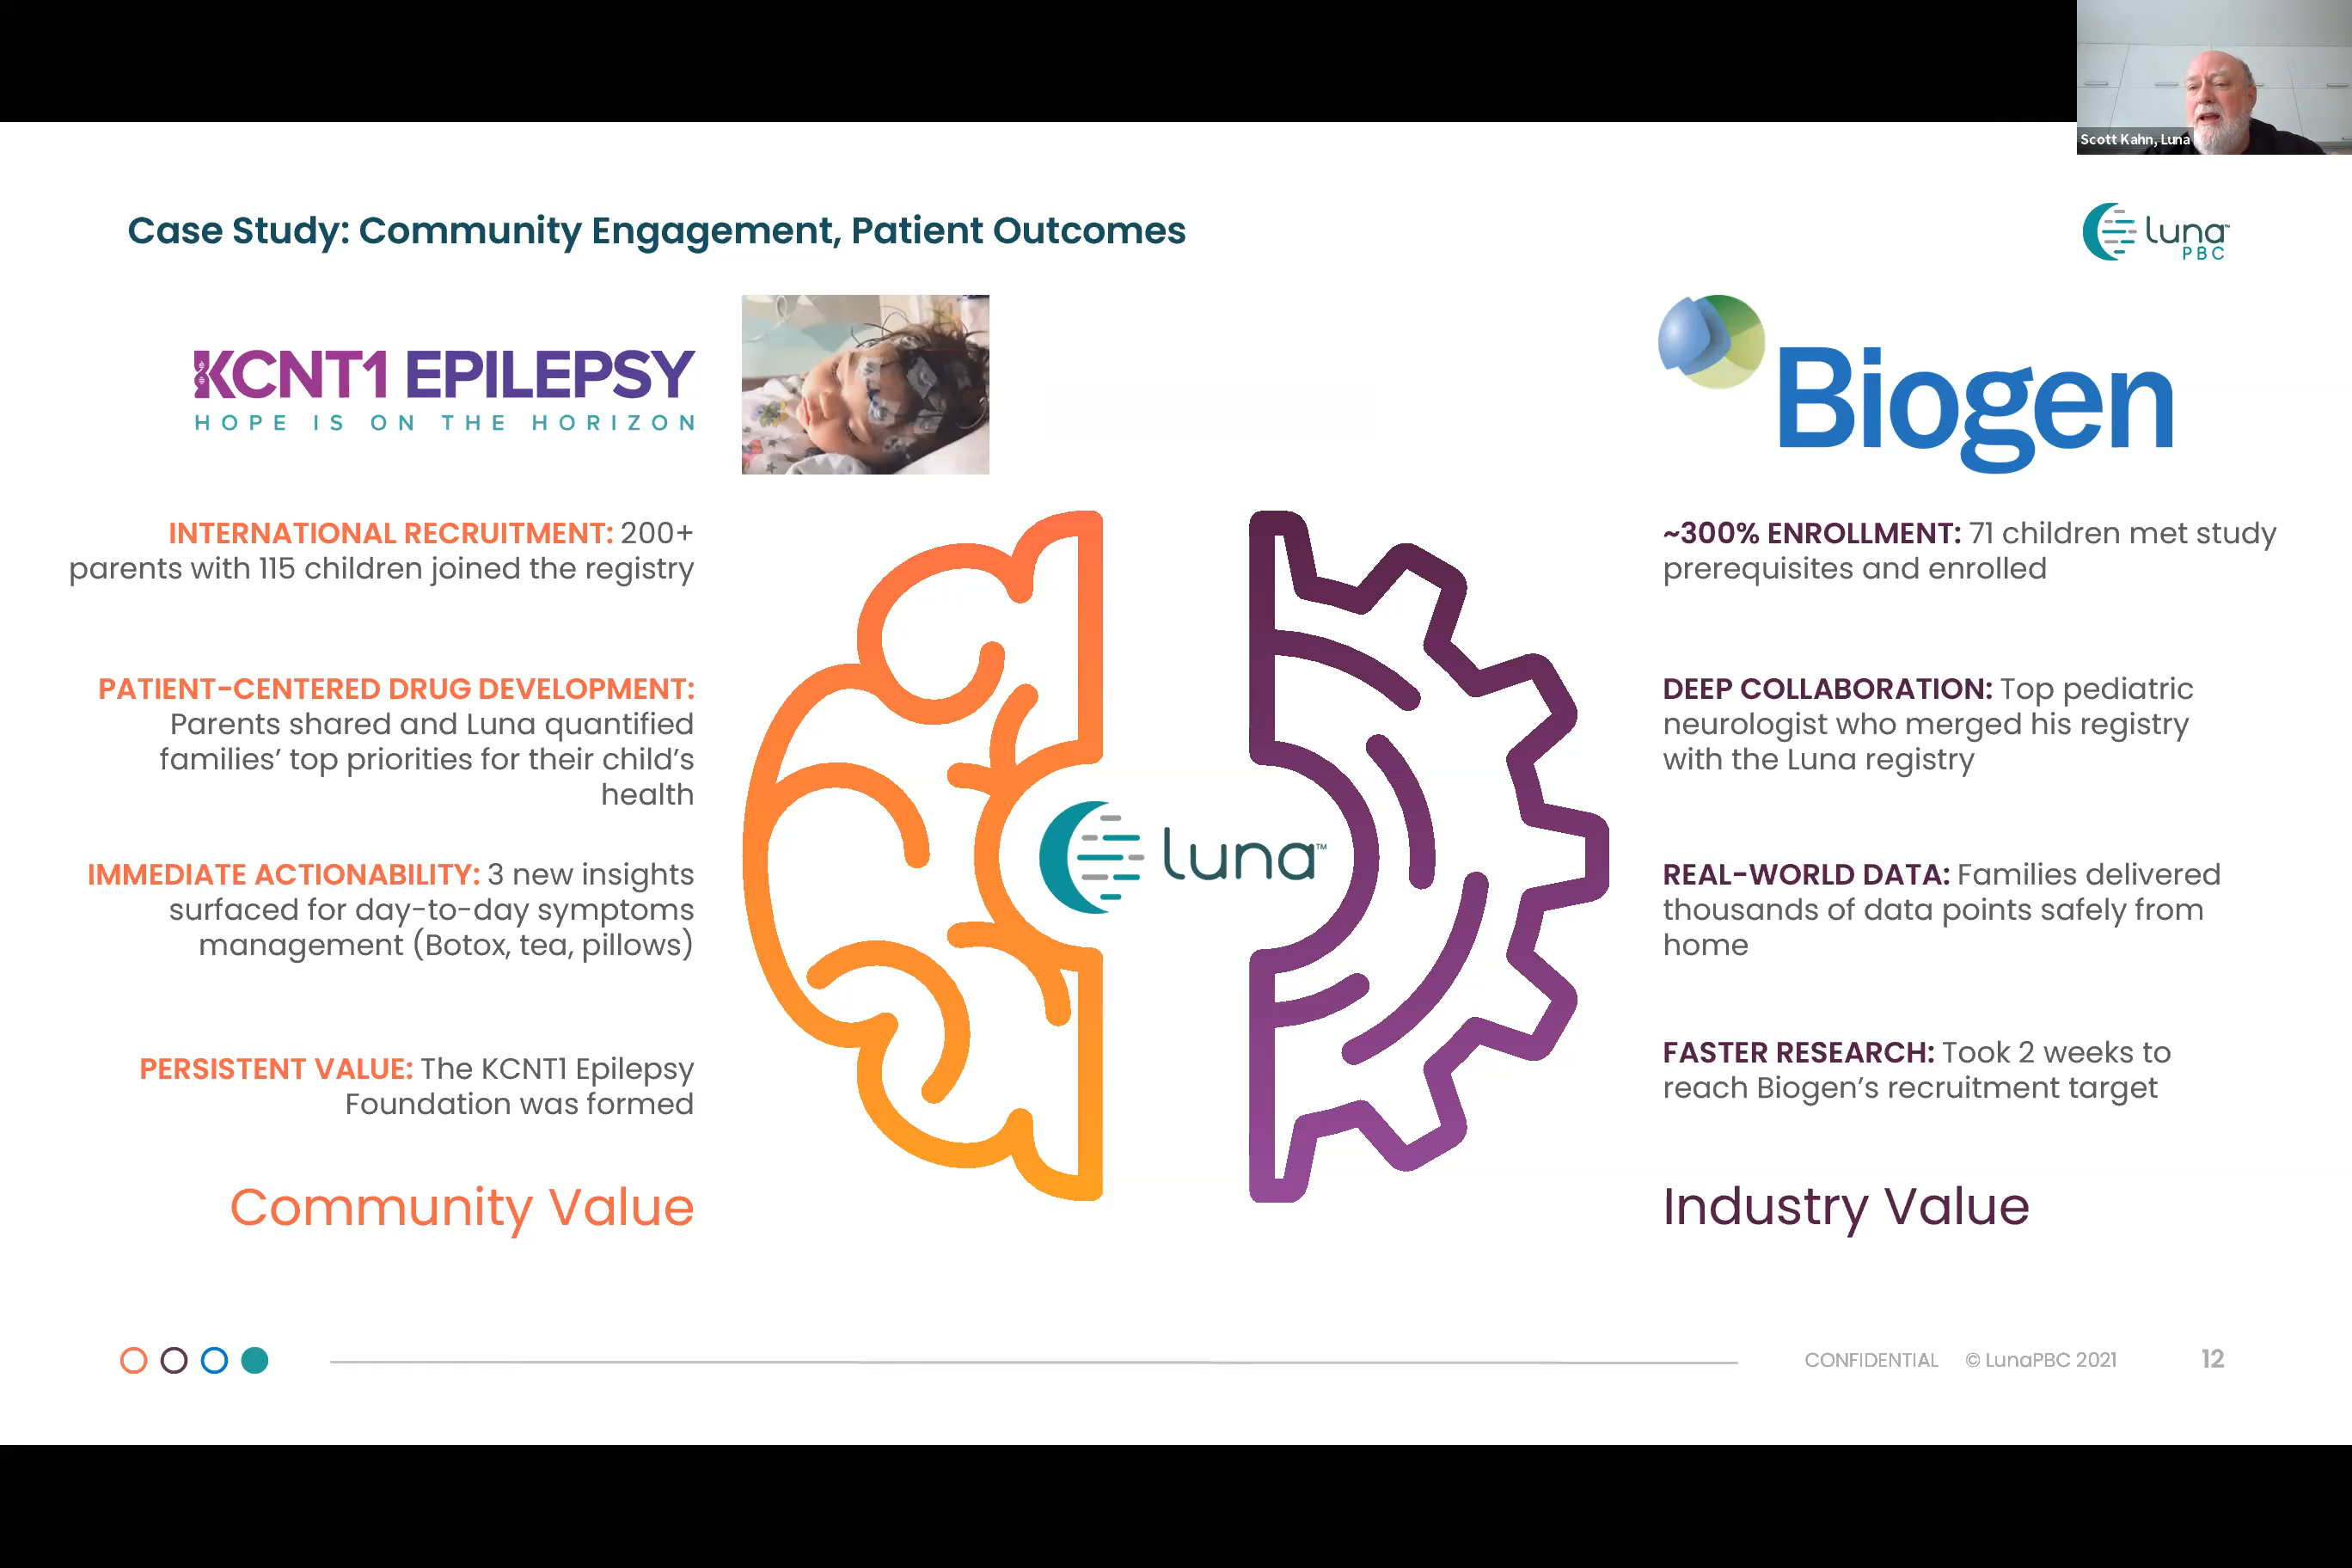 Scott Kahn, Luna
Case Study: Community Engagement, Patient Outcomes
luna™
PBC
KCNT1 EPILEPSY
HOPE IS ON THE HORIZON
Biogen
INTERNATIONAL RECRUITMENT: 200+
parents with 115 children joined the registry
PATIENT-CENTERED DRUG DEVELOPMENT:
Parents shared and Luna quantified
families’ top priorities for their child’s
health
IMMEDIATE ACTIONABILITY: 3 new insights
surfaced for day-to-day symptoms
management (Botox, tea, pillows)
PERSISTENT VALUE: The KCNT1 Epilepsy
Foundation was formed
Community Value
luna™
~300% ENROLLMENT: 71 children met study
prerequisites and enrolled
DEEP COLLABORATION: Top pediatric
neurologist who merged his registry
with the Luna registry
REAL-WORLD DATA: Families delivered
thousands of data points safely from
home
FASTER RESEARCH: Took 2 weeks to
reach Biogen’s recruitment target
Industry Value
CONFIDENTIAL © LunaPBC 2021 12